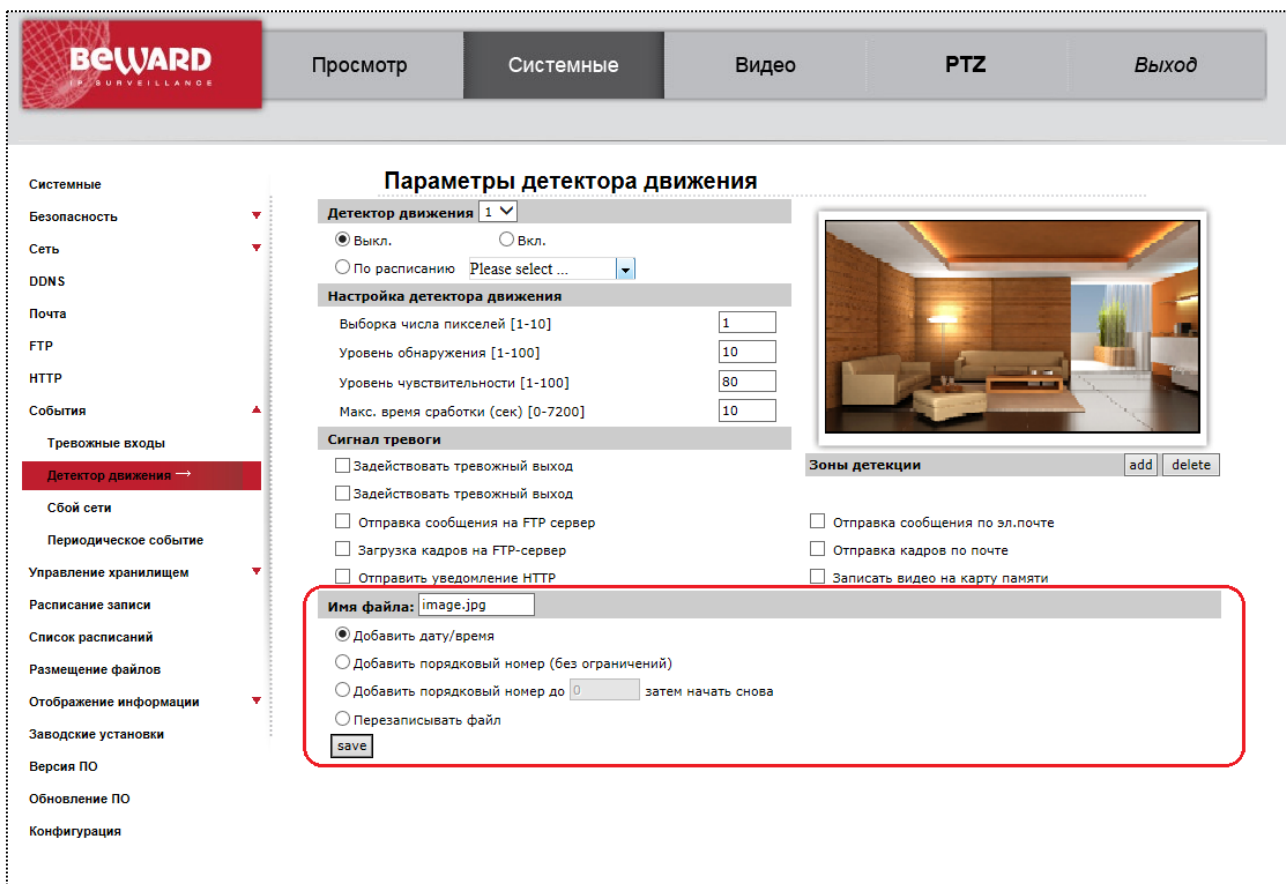 BEWARD
IP SURVEILLANCE
Просмотр
Системные
Видео
PTZ
Выход
Системные
Безопасность
Сеть
DDNS
Почта
FTP
HTTP
События
Тревожные входы
Детектор движения →
Сбой сети
Периодическое событие
Управление хранилищем
Расписание записи
Список расписаний
Размещение файлов
Отображение информации
Заводские установки
Версия ПО
Обновление ПО
Конфигурация
Параметры детектора движения
Детектор движения 1
Выкл. Вкл.
По расписанию Please select ...
Настройка детектора движения
Выборка числа пикселей [1-10] 1
Уровень обнаружения [1-100] 10
Уровень чувствительности [1-100] 80
Макс. время сработки (сек) [0-7200] 10
Сигнал тревоги
Зоны детекции add delete
Задействовать тревожный выход
Задействовать тревожный выход
Отправка сообщения на FTP сервер Отправка сообщения по эл.почте
Загрузка кадров на FTP-сервер Отправка кадров по почте
Отправить уведомление HTTP Записать видео на карту памяти
Имя файла: image.jpg
Добавить дату/время
Добавить порядковый номер (без ограничений)
Добавить порядковый номер до 0 затем начать снова
Перезаписывать файл
save